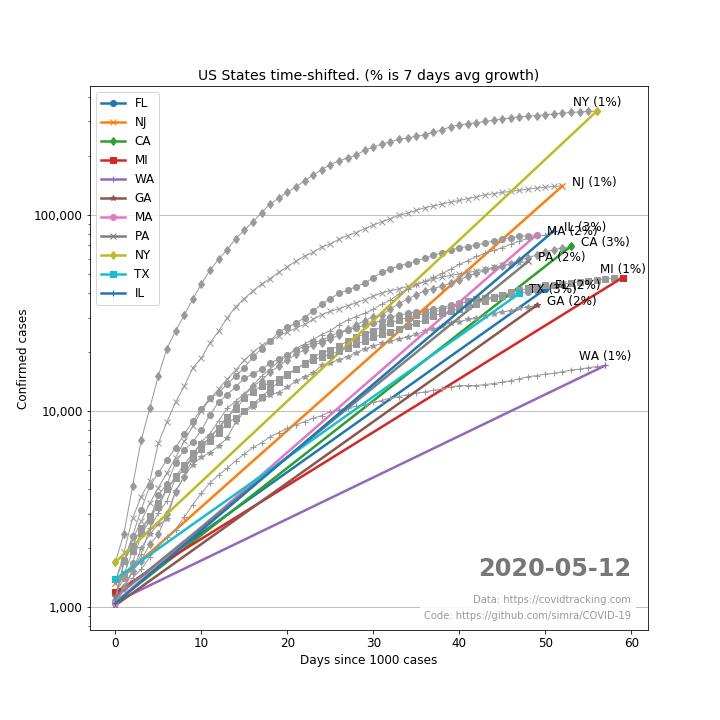 US States time-shifted. (% is 7 days avg growth)
FL
NJ
CA
MI
WA
GA
MA
PA
NY
TX
IL
NY (1%)
NJ (1%)
IL (3%)
MA (2%)
CA (3%)
PA (2%)
MI (1%)
FL (2%)
TX (3%)
GA (2%)
WA (1%)
100,000
10,000
1,000
Confirmed cases
2020-05-12
Data: https://covidtracking.com
Code: https://github.com/simra/COVID-19
0 10 20 30 40 50 60
Days since 1000 cases